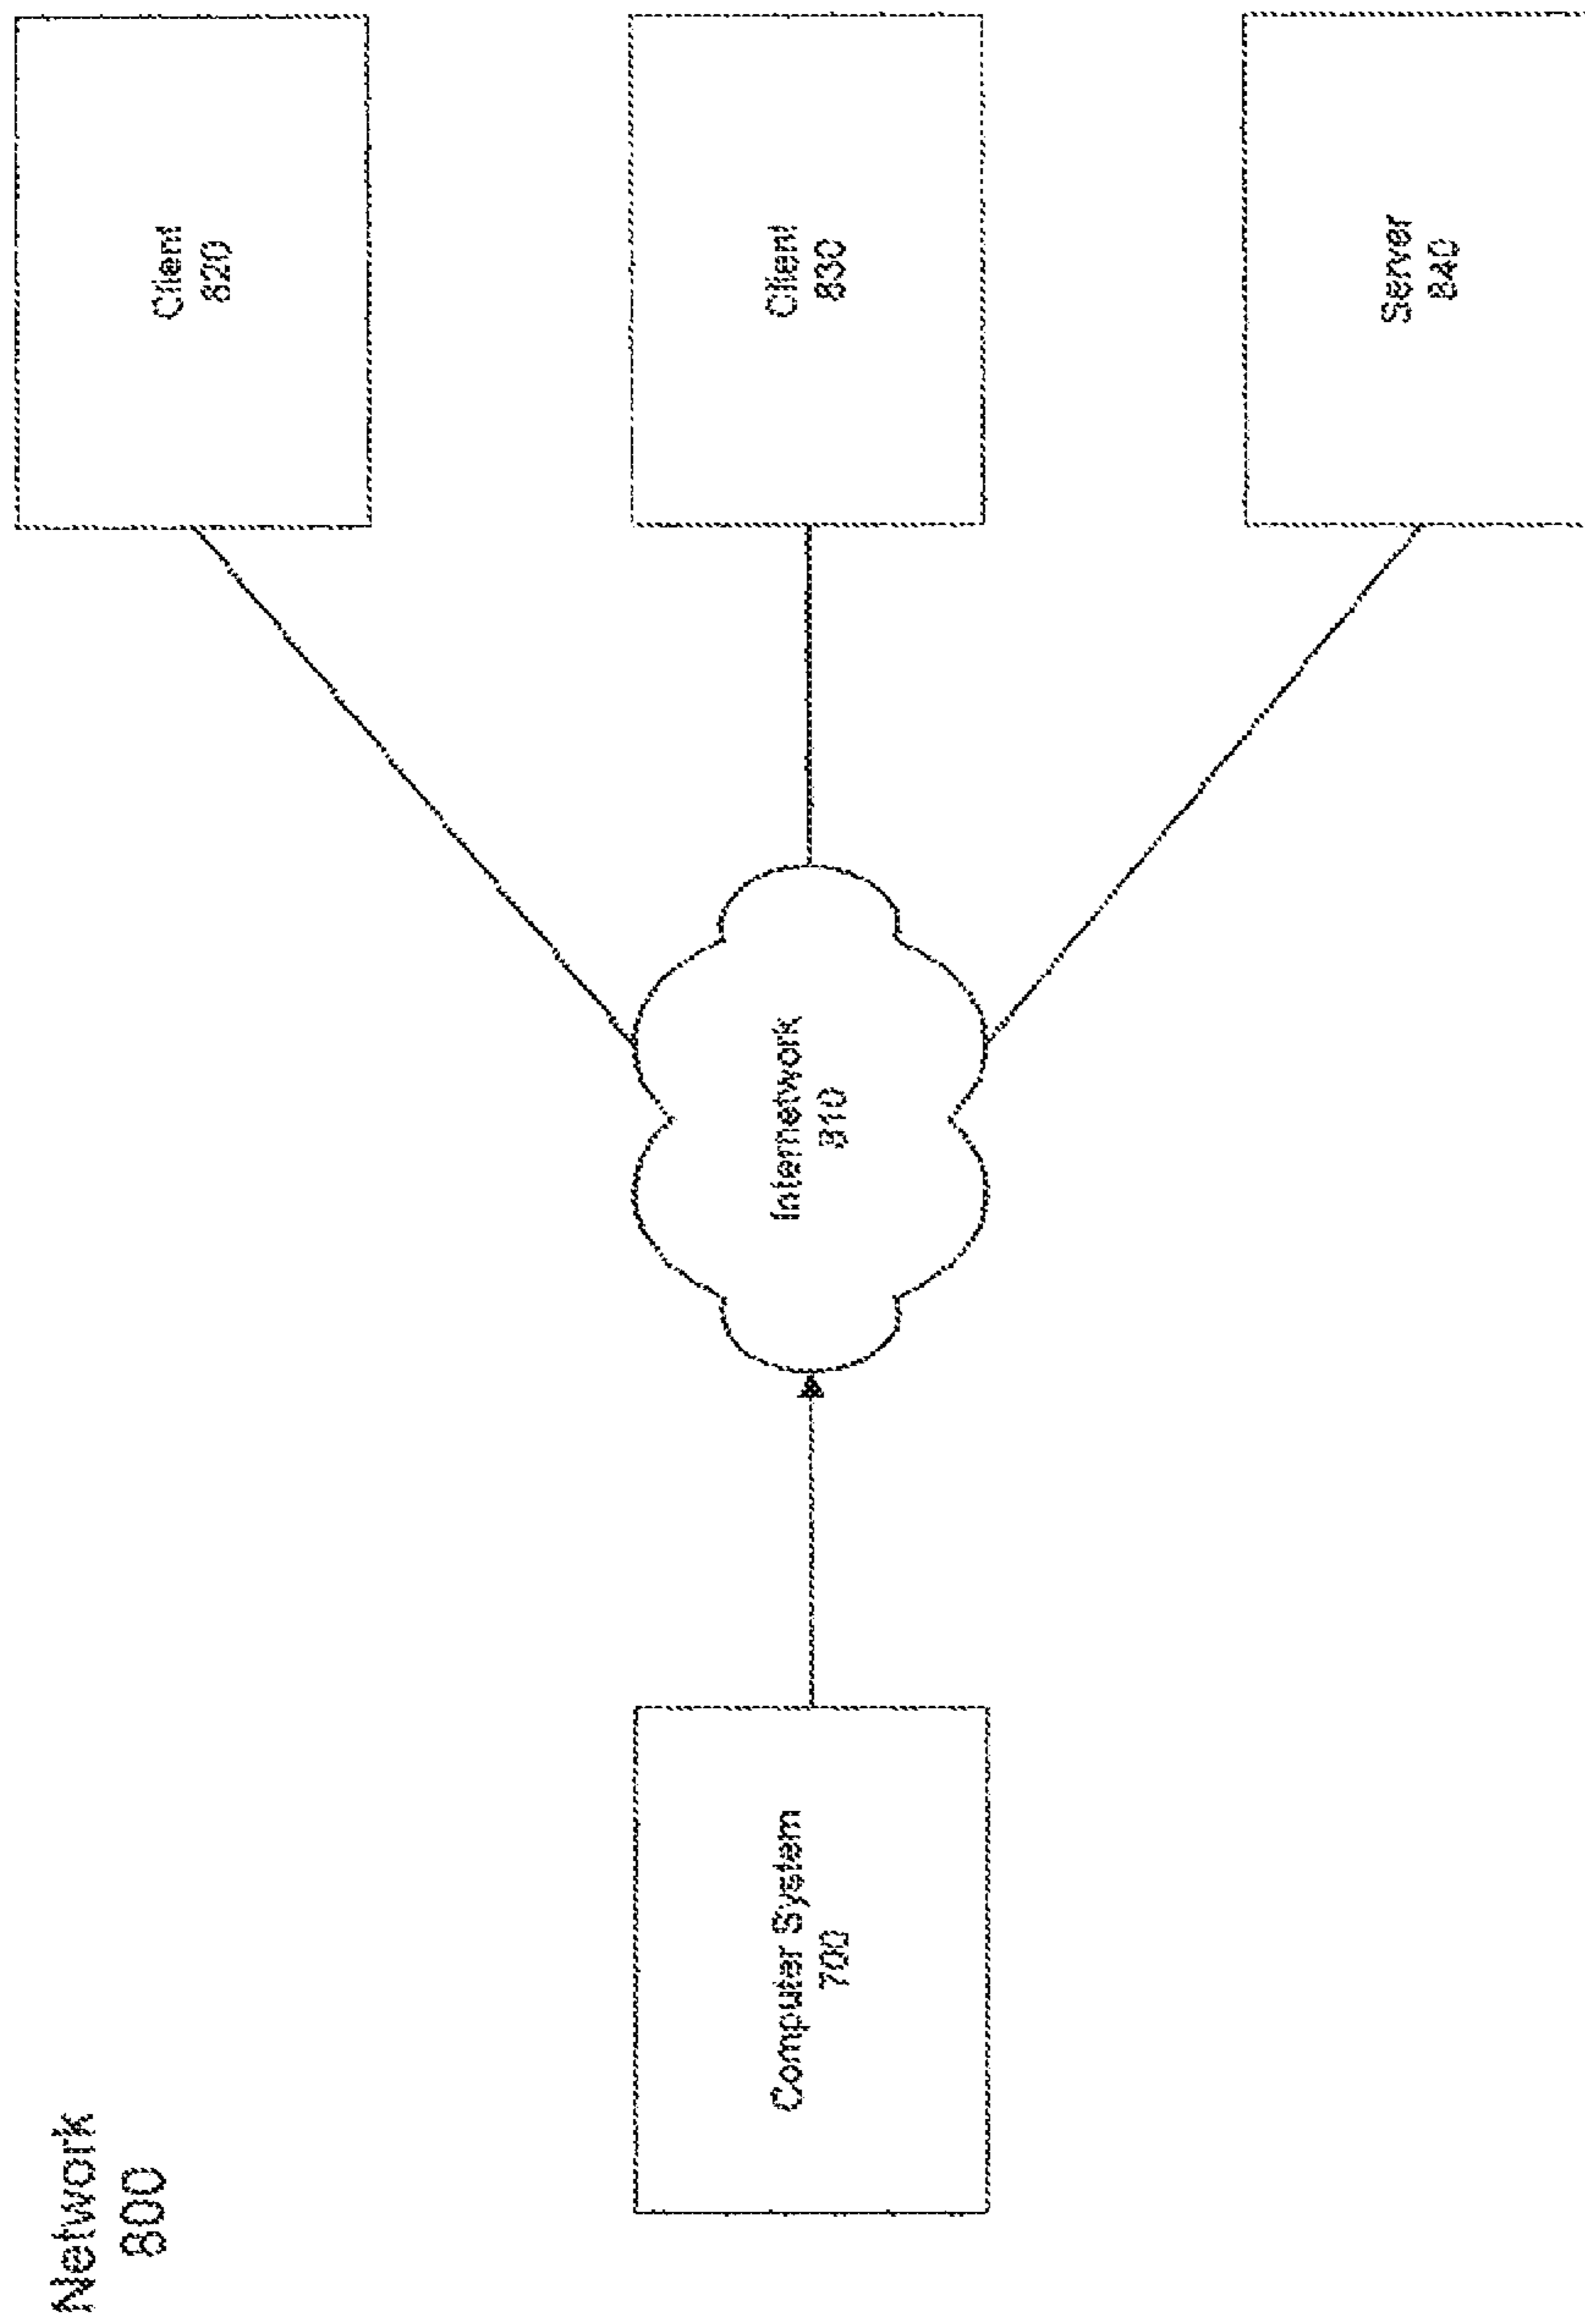 Network
800
Client
820
Computer System
700
Internetwork
810
Client
830
Server
840